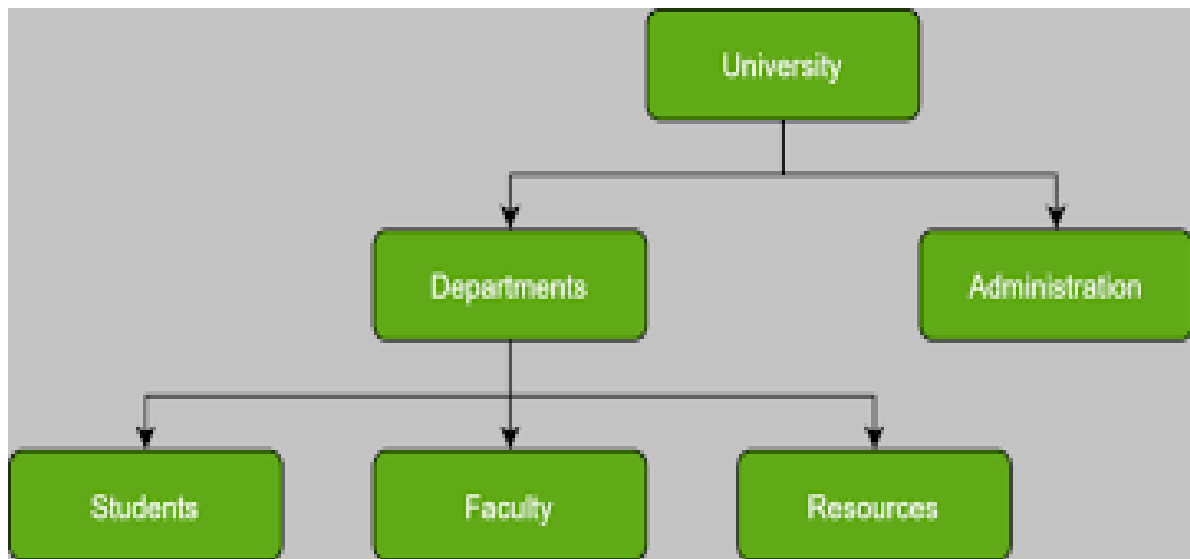 University
Departments
Administration
Students
Faculty
Resources